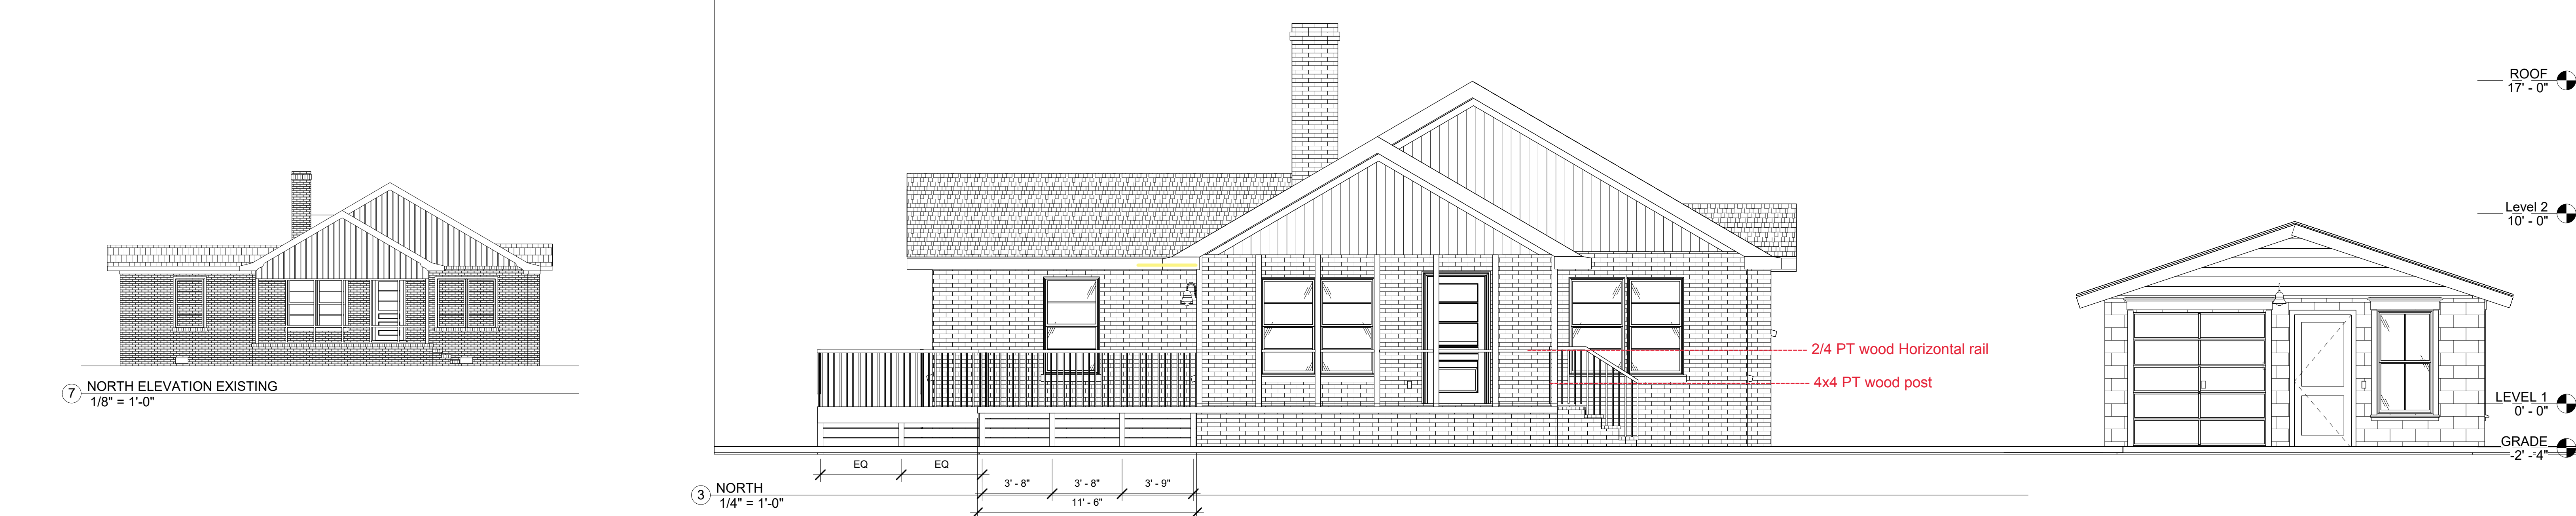 7
NORTH ELEVATION EXISTING
1/8" = 1'-0"
2/4 PT wood Horizontal rail
4x4 PT wood post
EQ
EQ
3' - 8"
3' - 8"
3' - 9"
11' - 6"
3
NORTH
1/4" = 1'-0"
ROOF
17' - 0"
Level 2
10' - 0"
LEVEL 1
0' - 0"
GRADE
-2' - 4"